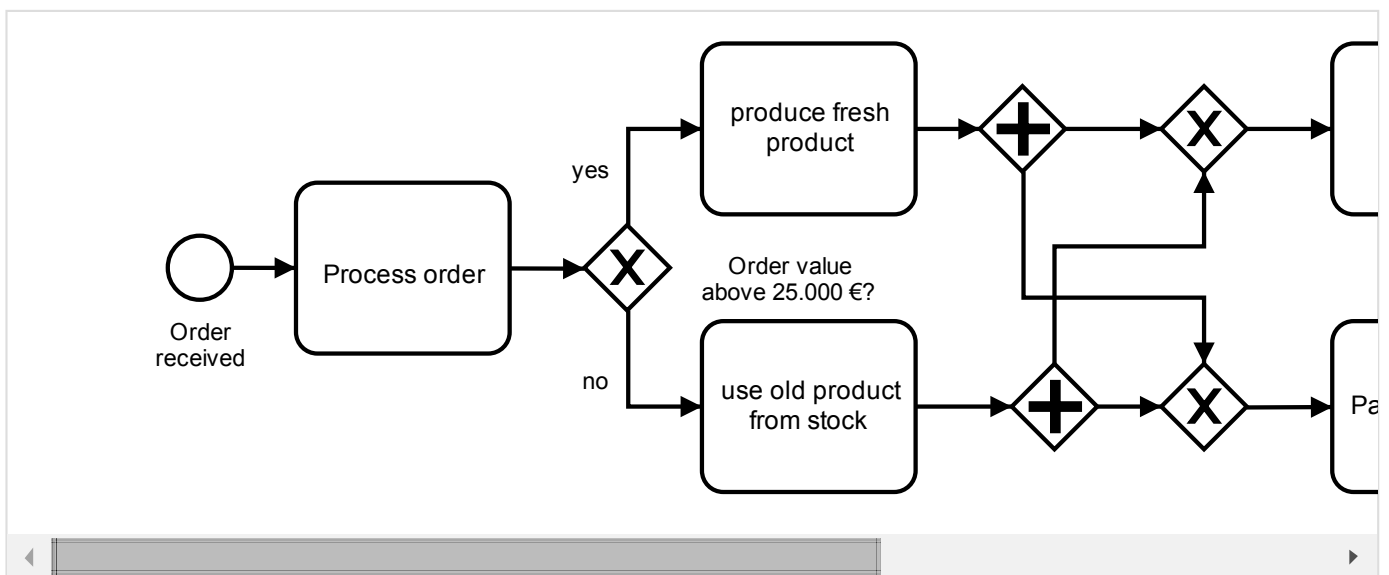 Order
received
Process order
yes
no
produce fresh
product
Order value
above 25.000 €?
use old product
from stock
X
X
X